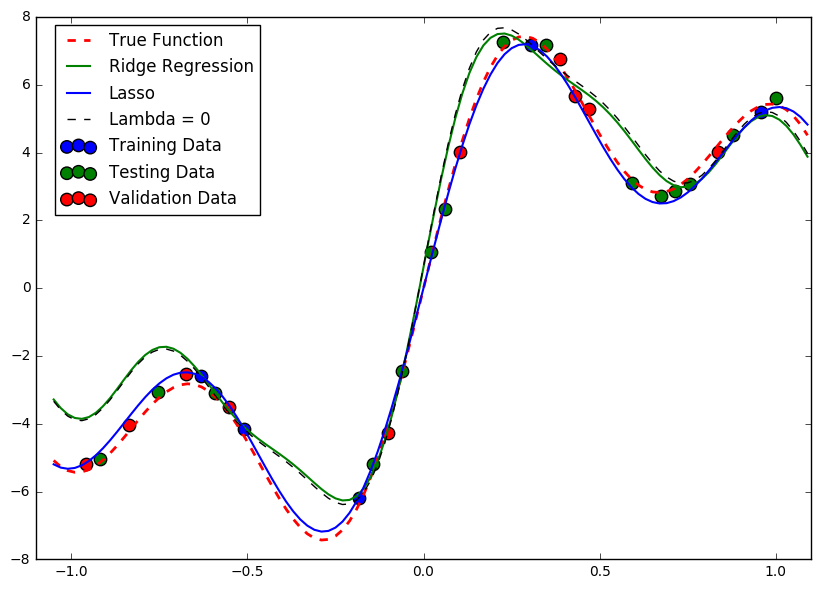 True Function
Ridge Regression
Lasso
Lambda = 0
Training Data
Testing Data
Validation Data
8
6
4
2
0
−2
−4
−6
−8
−1.0 −0.5 0.0 0.5 1.0